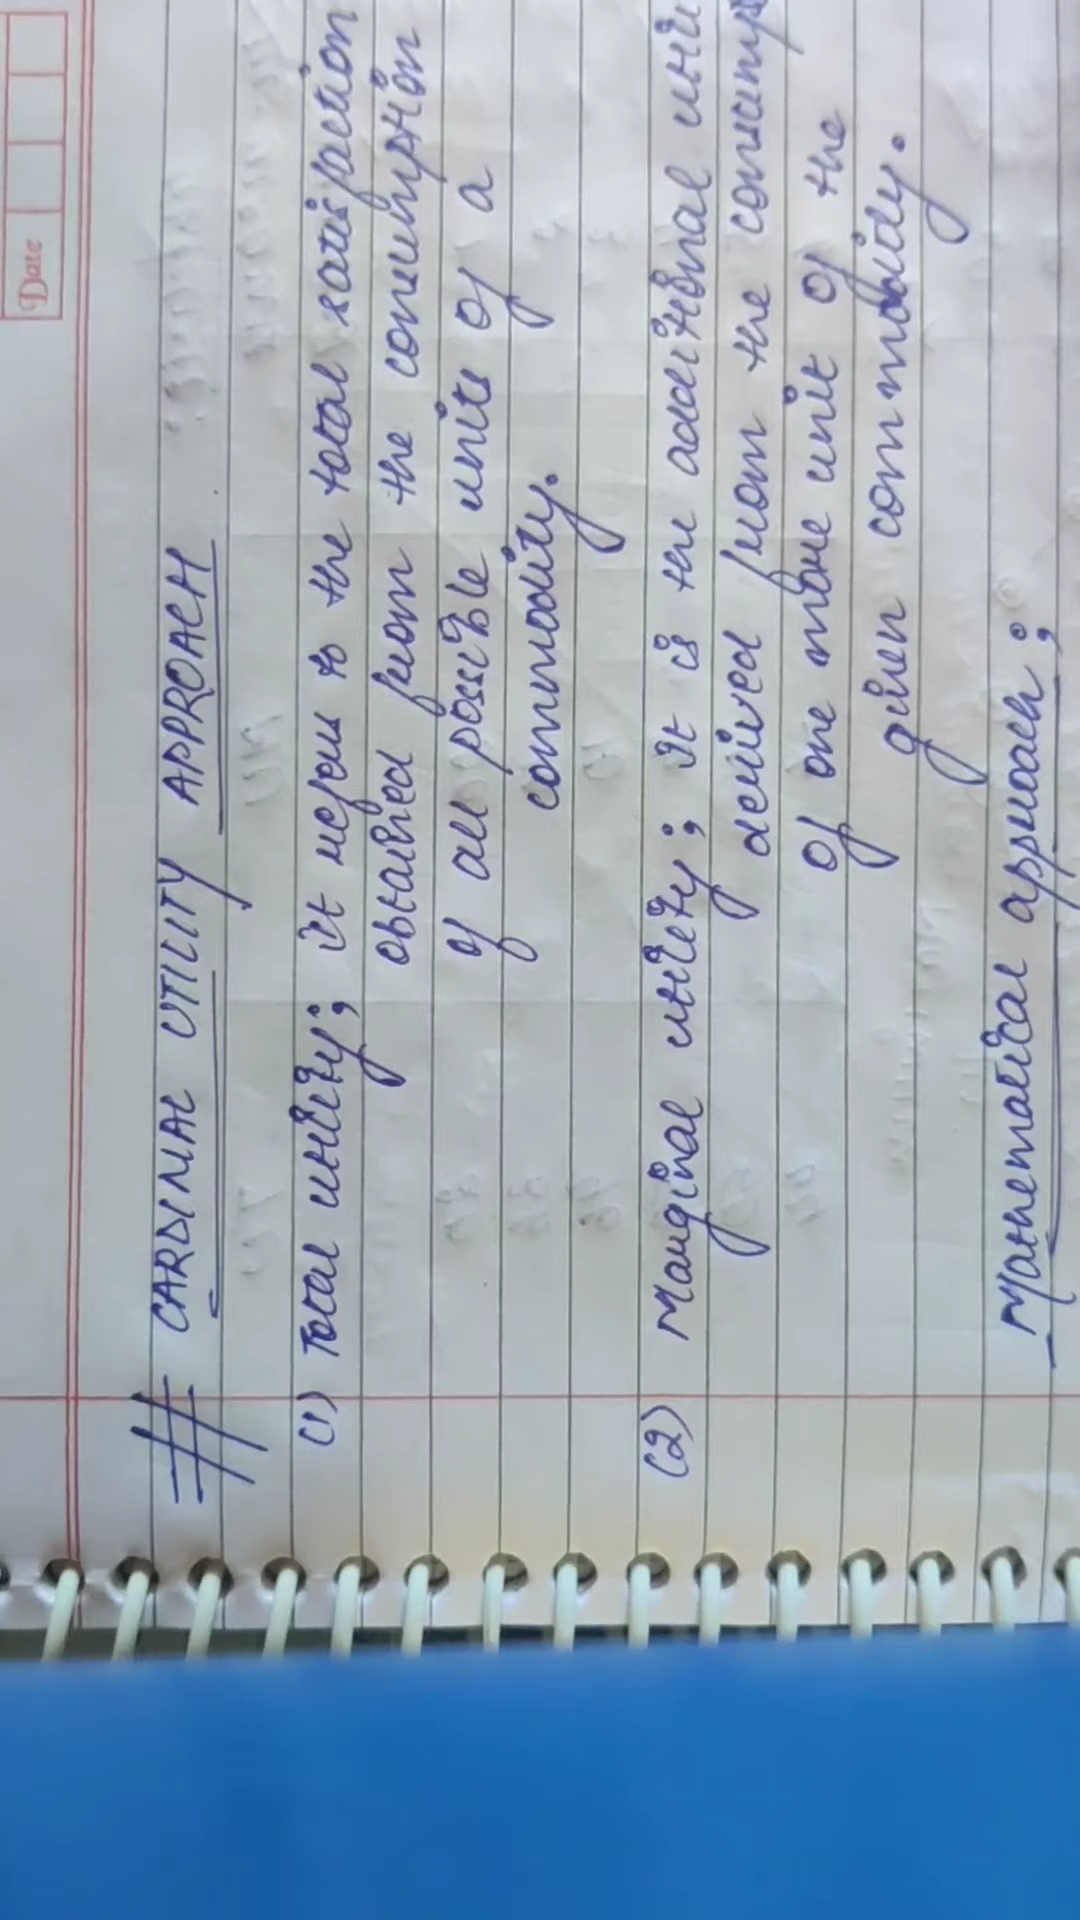 Date
# CARDINAL UTILITY APPROACH
(1) Total utility; it refers to the total satisfaction
obtained from the consumption
of all possible units of a
commodity.
(2) Marginal utility; it is the additional utili
derived from the consumpt
of one more unit of the
given commodity.
Mathematical approach;